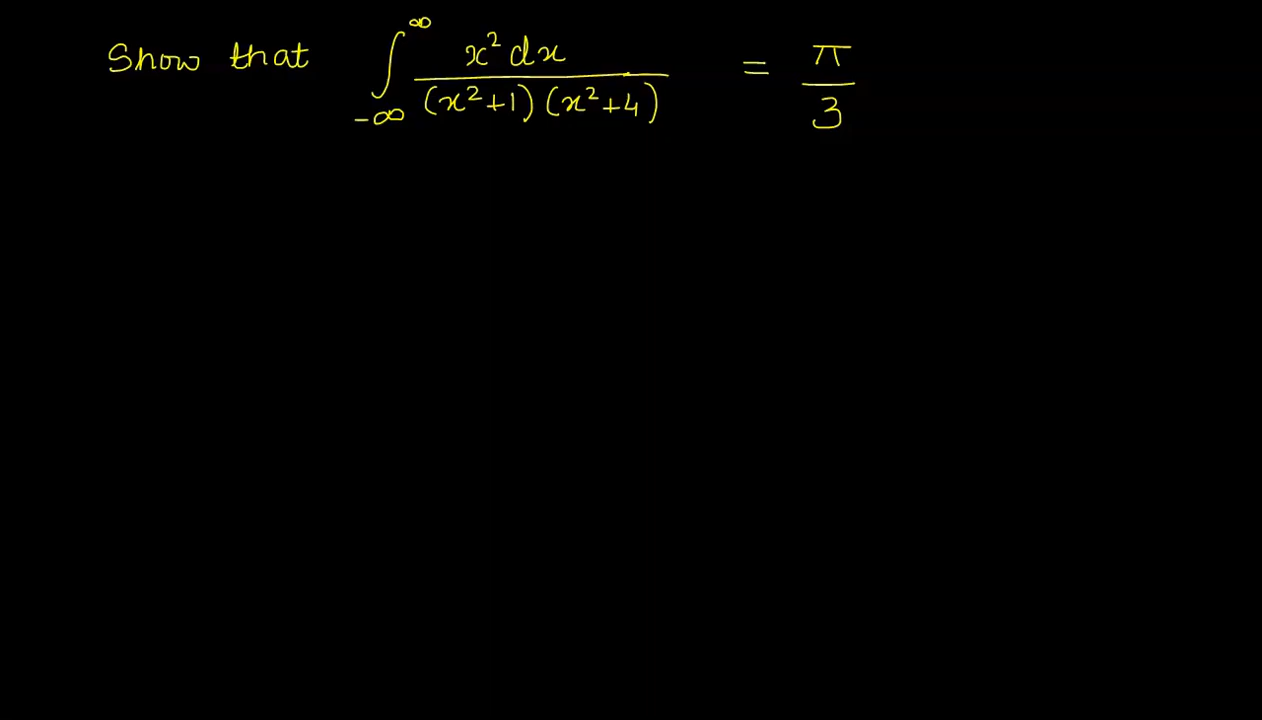 Show that ∫_{-∞}^{∞} x² dx / (x²+1)(x²+4) = π/3